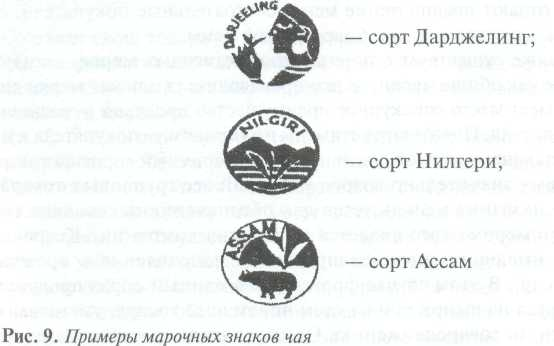 DARJEELING
— сорт Дарджелинг;
NILGIRI
— сорт Нилгери;
ASSAM
— сорт Ассам
Рис. 9. Примеры марочных знаков чая